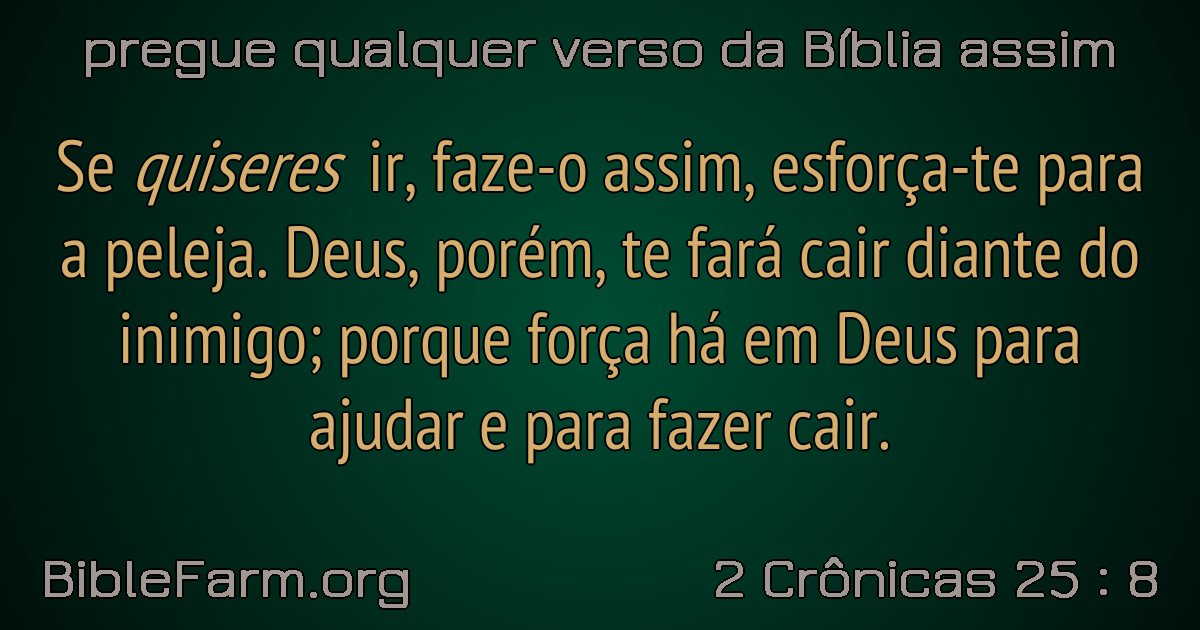 pregue qualquer verso da Bíblia assim
Se quiseres ir, faze-o assim, esforça-te para
a peleja. Deus, porém, te fará cair diante do
inimigo; porque força há em Deus para
ajudar e para fazer cair.
BibleFarm.org
2 Crônicas 25 : 8